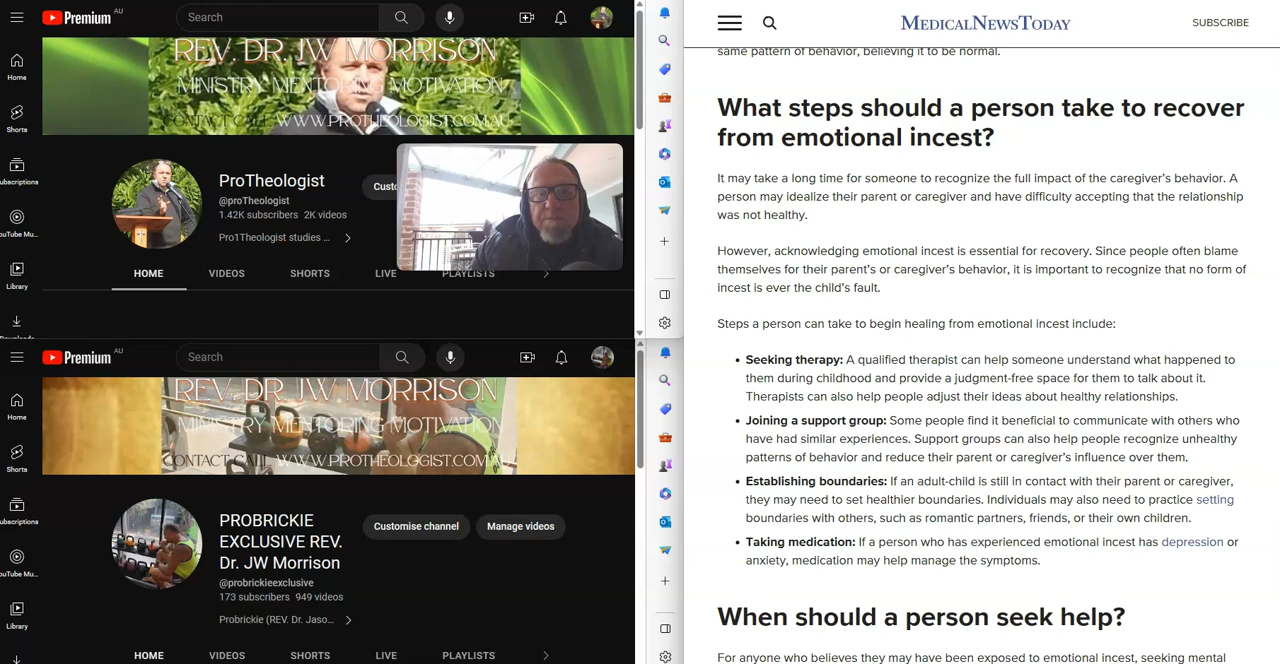 Premium
AU
Search
REV. DR. JW MORRISON
MINISTRY MENTORING MOTIVATION
CONTACT CALL WWW.PROTHEOLOGIST.COM.AU
Home
Shorts
ubscriptions
ouTube Mu...
Library
ProTheologist
@proTheologist
1.42K subscribers 2K videos
Pro1Theologist studies ...
Custo
HOME
VIDEOS
SHORTS
LIVE
PLAYLISTS
Premium
AU
Search
REV. DR. JW MORRISON
MINISTRY MENTORING MOTIVATION
CONTACT CALL WWW.PROTHEOLOGIST.COM.AU
Home
Shorts
ubscriptions
ouTube Mu...
Library
PROBRICKIE
EXCLUSIVE REV.
Dr. JW Morrison
@probrickieexclusive
173 subscribers 949 videos
Probrickie (REV. Dr. Jaso...
Customise channel
Manage videos
HOME
VIDEOS
SHORTS
LIVE
PLAYLISTS
MEDICALNEWSTODAY
SUBSCRIBE
same pattern of behavior, believing it to be normal.
What steps should a person take to recover
from emotional incest?
It may take a long time for someone to recognize the full impact of the caregiver's behavior. A
person may idealize their parent or caregiver and have difficulty accepting that the relationship
was not healthy.
However, acknowledging emotional incest is essential for recovery. Since people often blame
themselves for their parent's or caregiver's behavior, it is important to recognize that no form of
incest is ever the child's fault.
Steps a person can take to begin healing from emotional incest include:
• Seeking therapy: A qualified therapist can help someone understand what happened to
them during childhood and provide a judgment-free space for them to talk about it.
Therapists can also help people adjust their ideas about healthy relationships.
• Joining a support group: Some people find it beneficial to communicate with others who
have had similar experiences. Support groups can also help people recognize unhealthy
patterns of behavior and reduce their parent or caregiver's influence over them.
• Establishing boundaries: If an adult-child is still in contact with their parent or caregiver,
they may need to set healthier boundaries. Individuals may also need to practice setting
boundaries with others, such as romantic partners, friends, or their own children.
• Taking medication: If a person who has experienced emotional incest has depression or
anxiety, medication may help manage the symptoms.
When should a person seek help?
For anyone who believes they may have been exposed to emotional incest, seeking mental